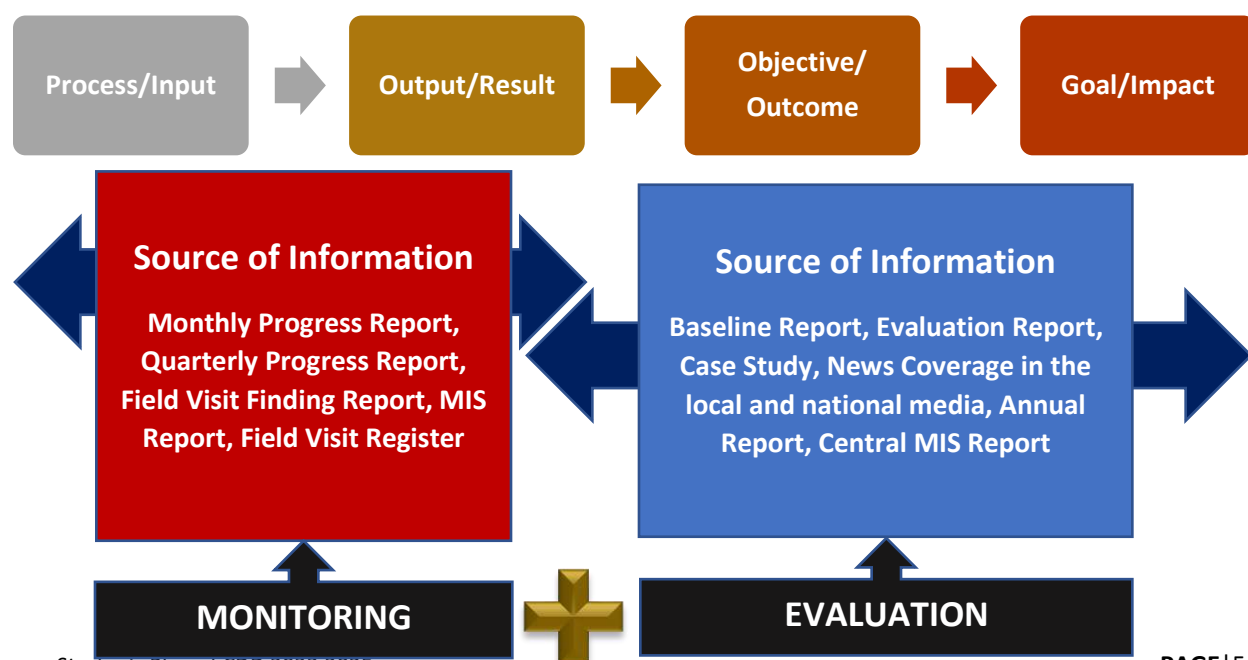 Process/Input
Output/Result
Objective/
Outcome
Goal/Impact
Source of Information
Monthly Progress Report,
Quarterly Progress Report,
Field Visit Finding Report, MIS
Report, Field Visit Register
Source of Information
Baseline Report, Evaluation Report,
Case Study, News Coverage in the
local and national media, Annual
Report, Central MIS Report
MONITORING
EVALUATION
PAGE|5